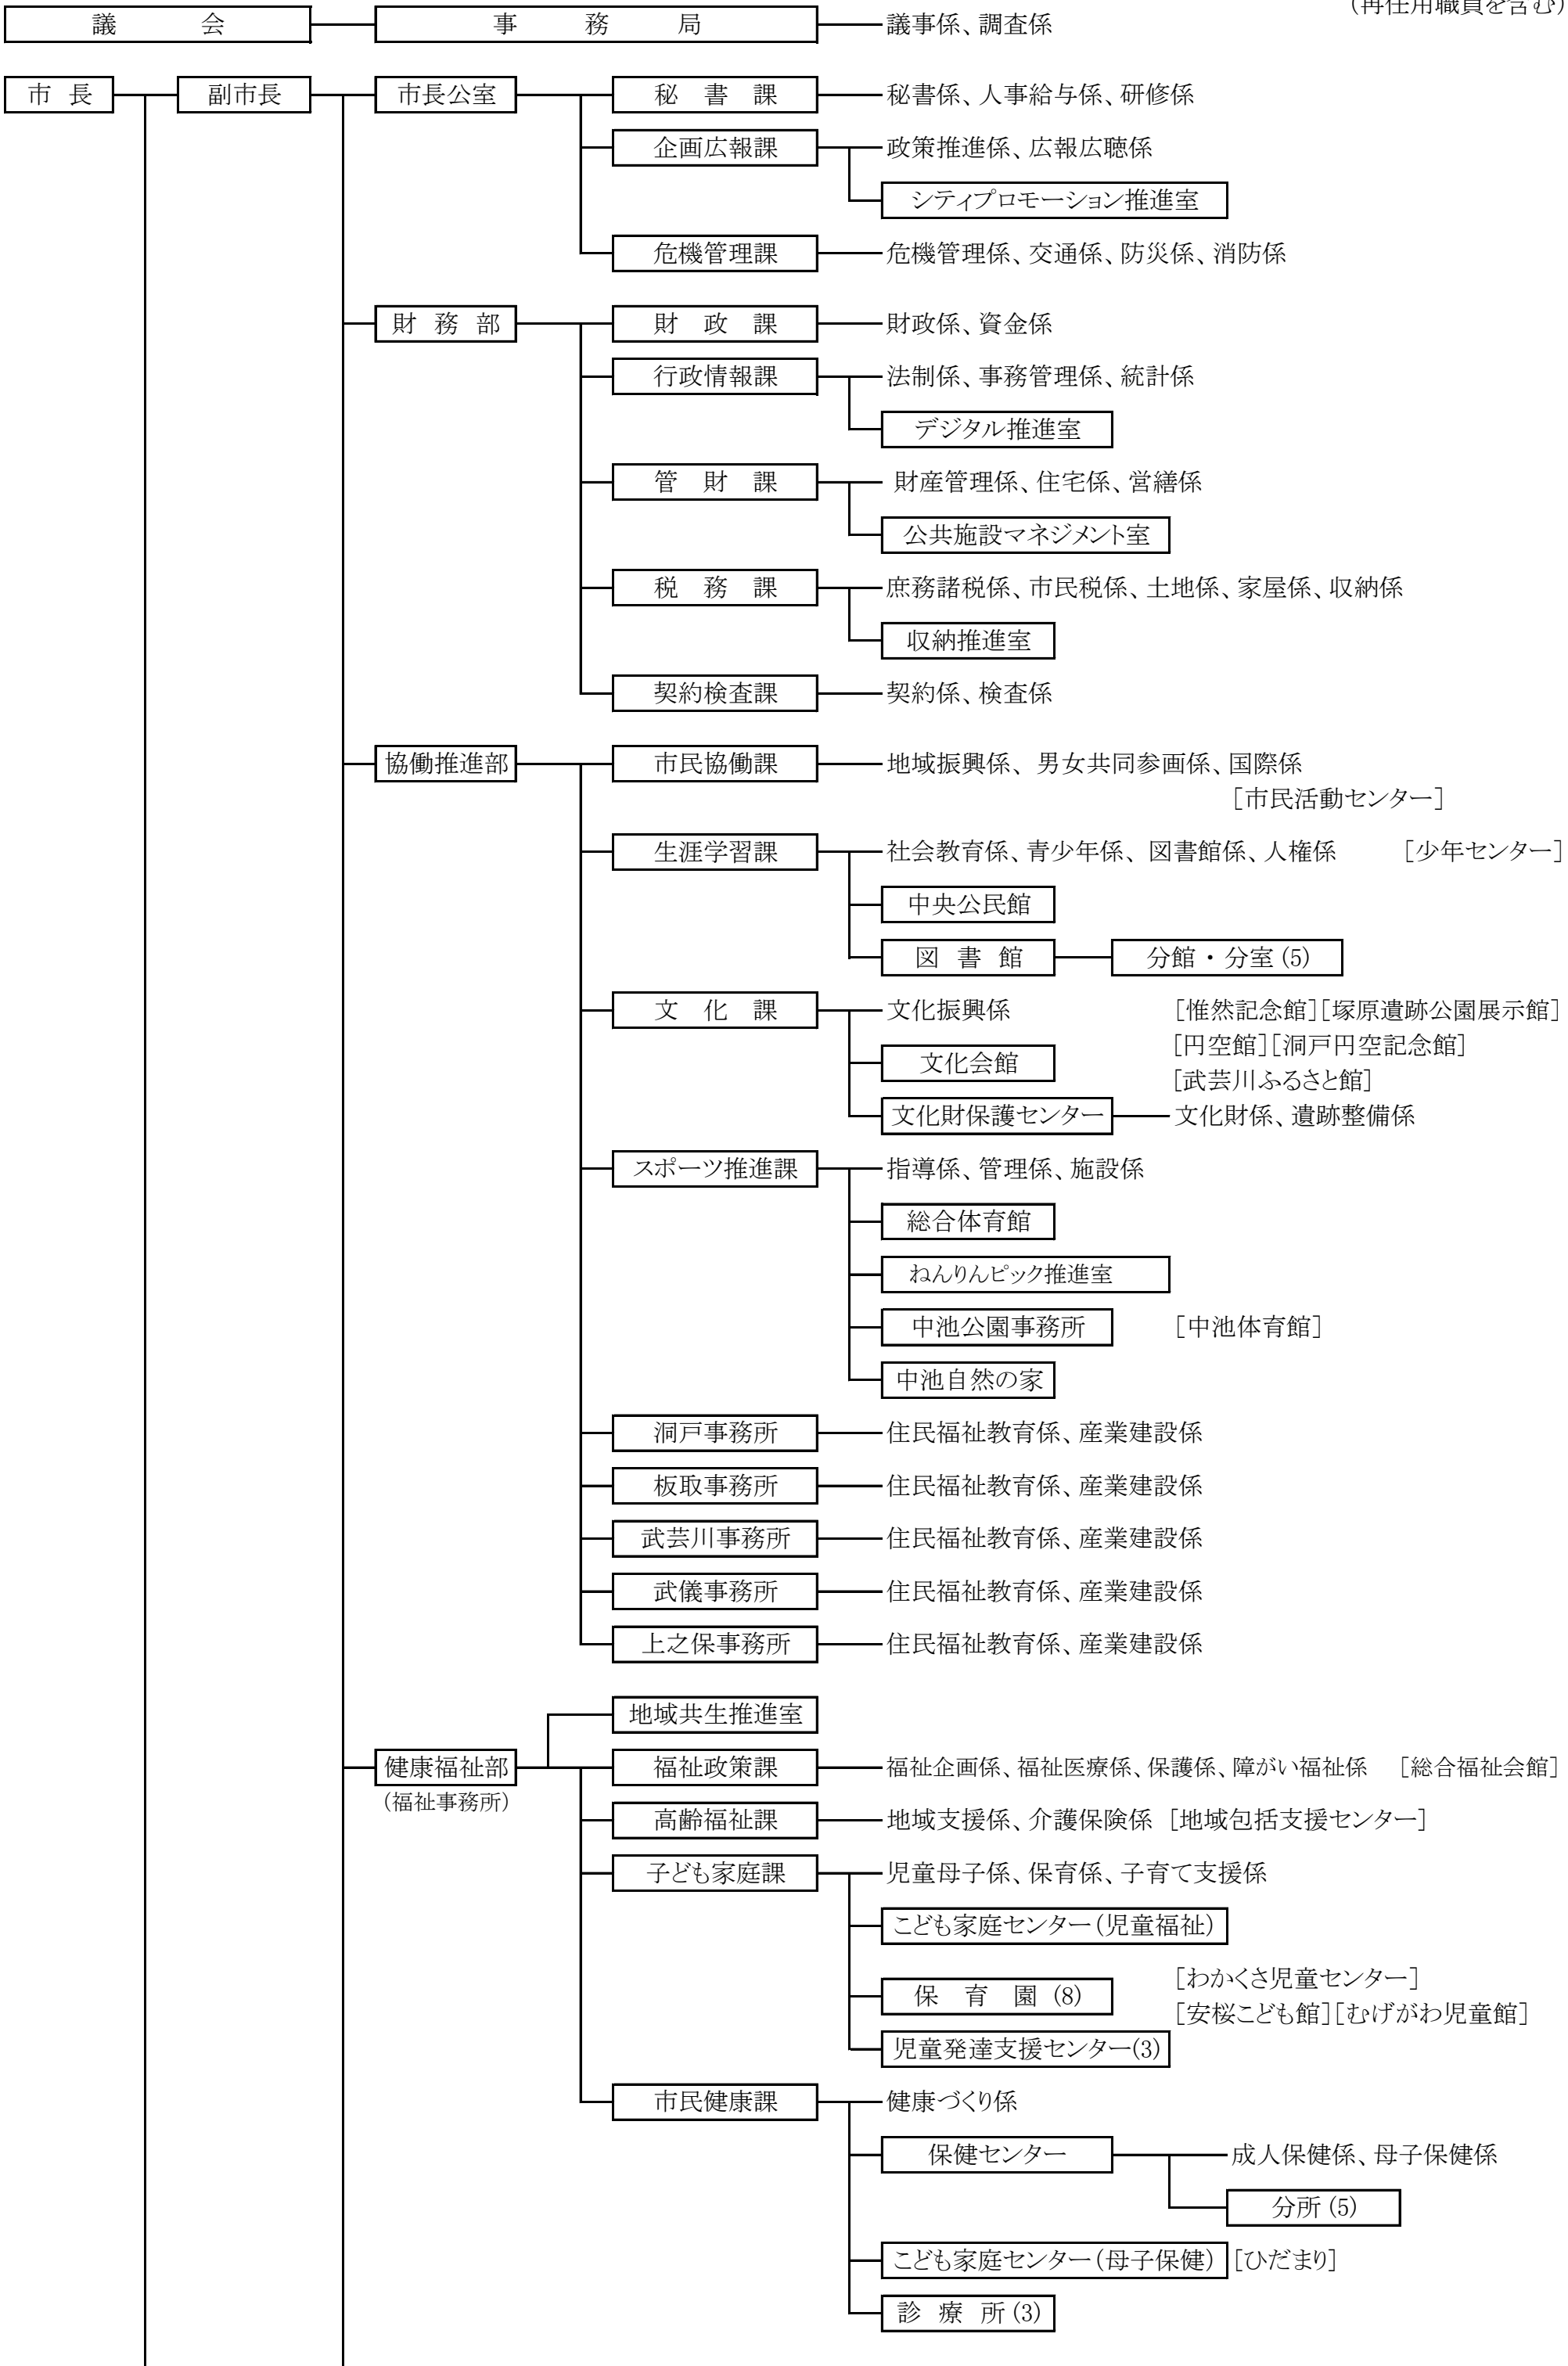 （再任用職員を含む）
議会 事務局 議事係、調査係
市長 副市長 市長公室 秘書課 秘書係、人事給与係、研修係
企画広報課 政策推進係、広報広聴係
シティプロモーション推進室
危機管理課 危機管理係、交通係、防災係、消防係
財務部 財政課 財政係、資金係
行政情報課 法制係、事務管理係、統計係
デジタル推進室
管財課 財産管理係、住宅係、営繕係
公共施設マネジメント室
税務課 庶務諸税係、市民税係、土地係、家屋係、収納係
収納推進室
契約検査課 契約係、検査係
協働推進部 市民協働課 地域振興係、男女共同参画係、国際係
［市民活動センター］
生涯学習課 社会教育係、青少年係、図書館係、人権係 ［少年センター］
中央公民館
図書館 分館・分室(5)
文化課 文化振興係 ［惟然記念館］［塚原遺跡公園展示館］
［円空館］［洞戸円空記念館］
文化会館
［武芸川ふるさと館］
文化財保護センター 文化財係、遺跡整備係
スポーツ推進課 指導係、管理係、施設係
総合体育館
ねんりんピック推進室
中池公園事務所 ［中池体育館］
中池自然の家
洞戸事務所 住民福祉教育係、産業建設係
板取事務所 住民福祉教育係、産業建設係
武芸川事務所 住民福祉教育係、産業建設係
武儀事務所 住民福祉教育係、産業建設係
上之保事務所 住民福祉教育係、産業建設係
地域共生推進室
健康福祉部 福祉政策課 福祉企画係、福祉医療係、保護係、障がい福祉係 ［総合福祉会館］
（福祉事務所）
高齢福祉課 地域支援係、介護保険係 ［地域包括支援センター］
子ども家庭課 児童母子係、保育係、子育て支援係
こども家庭センター（児童福祉）
［わかくさ児童センター］
保育園(8)
［安桜こども館］［むげがわ児童館］
児童発達支援センター(3)
市民健康課 健康づくり係
保健センター 成人保健係、母子保健係
分所(5)
こども家庭センター（母子保健） ［ひだまり］
診療所(3)